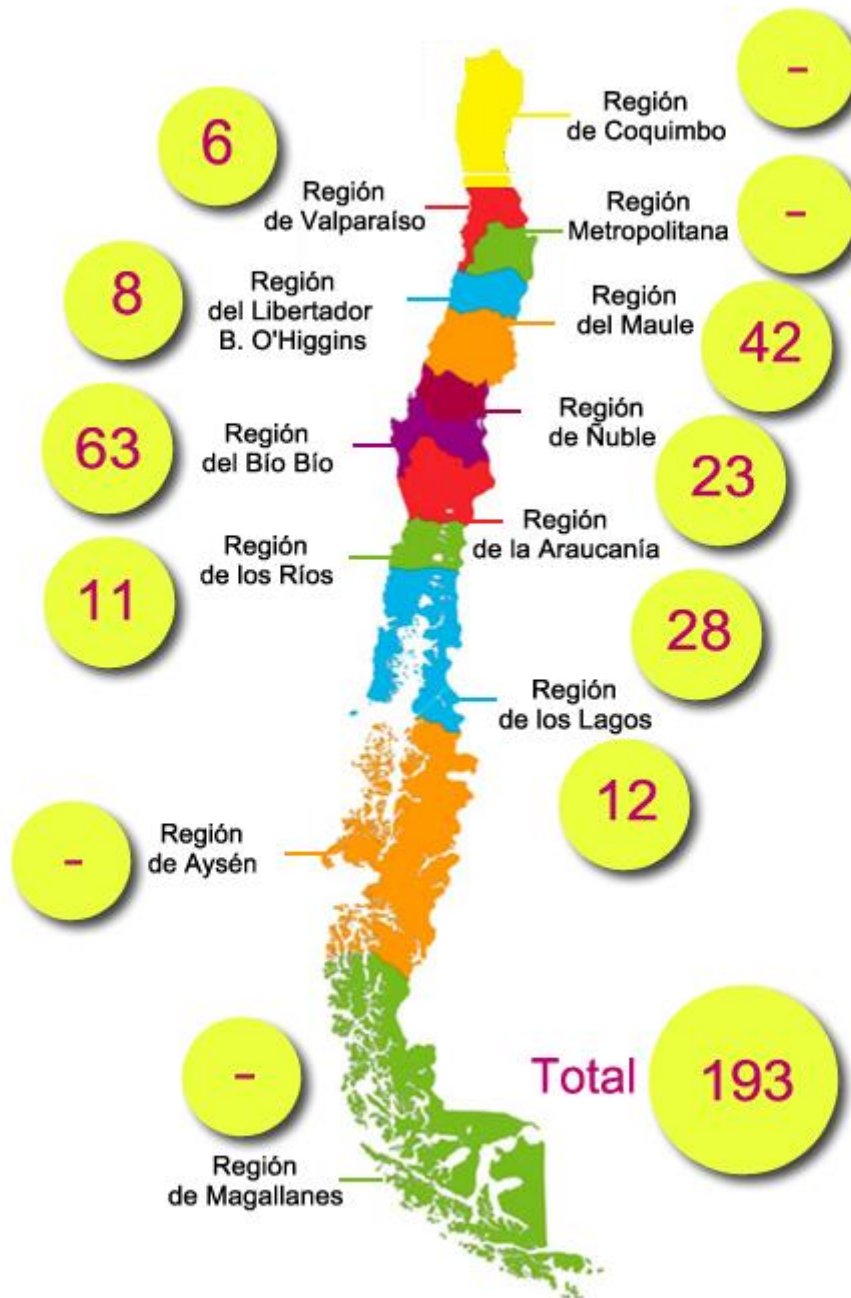 -
Región
de Coquimbo
6
Región
de Valparaíso
Región
Metropolitana
-
8
Región
del Libertador
B. O'Higgins
Región
del Maule
42
63
Región
del Bío Bío
Región
de Ñuble
23
11
Región
de los Ríos
Región
de la Araucanía
28
Región
de los Lagos
12
-
Región
de Aysén
-
Región
de Magallanes
Total
193